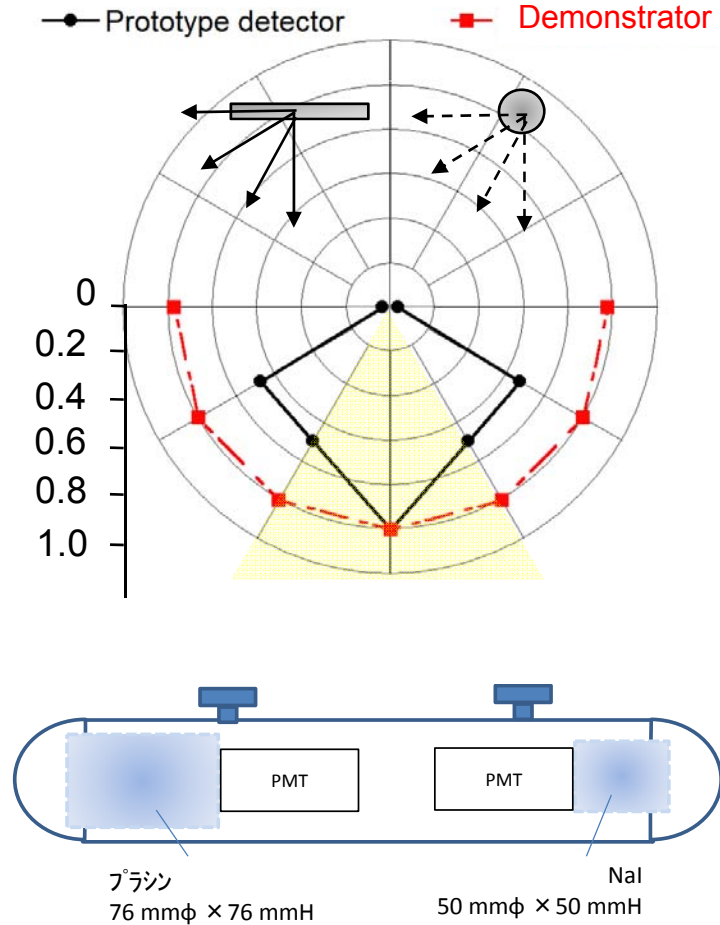 Prototype detector
Demonstrator
0
0.2
0.4
0.6
0.8
1.0
PMT
PMT
プラシン
76 mmφ ×76 mmH
NaI
50 mmφ ×50 mmH